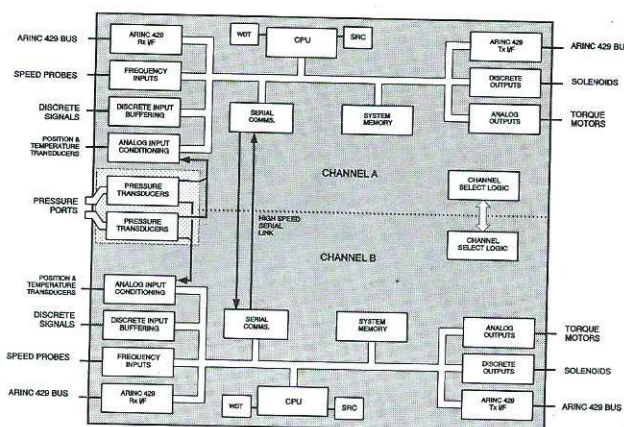 ARINC 429 BUS
ARINC 429
Rx I/F
WDT
CPU
SRC
ARINC 429
Tx I/F
ARINC 429 BUS
SPEED PROBES
FREQUENCY
INPUTS
DISCRETE
OUTPUTS
SOLENOIDS
DISCRETE
SIGNALS
DISCRETE INPUT
BUFFERING
SERIAL
COMMS.
SYSTEM
MEMORY
ANALOG
OUTPUTS
TORQUE
MOTORS
POSITION &
TEMPERATURE
TRANSDUCERS
ANALOG INPUT
CONDITIONING
CHANNEL A
CHANNEL
SELECT LOGIC
PRESSURE
PORTS
PRESSURE
TRANSDUCERS
PRESSURE
TRANSDUCERS
HIGH SPEED
SERIAL
LINK
CHANNEL
SELECT LOGIC
CHANNEL B
POSITION &
TEMPERATURE
TRANSDUCERS
ANALOG INPUT
CONDITIONING
DISCRETE
SIGNALS
DISCRETE INPUT
BUFFERING
SERIAL
COMMS.
SYSTEM
MEMORY
ANALOG
OUTPUTS
TORQUE
MOTORS
SPEED PROBES
FREQUENCY
INPUTS
DISCRETE
OUTPUTS
SOLENOIDS
ARINC 429 BUS
ARINC 429
Rx I/F
WDT
CPU
SRC
ARINC 429
Tx I/F
ARINC 429 BUS